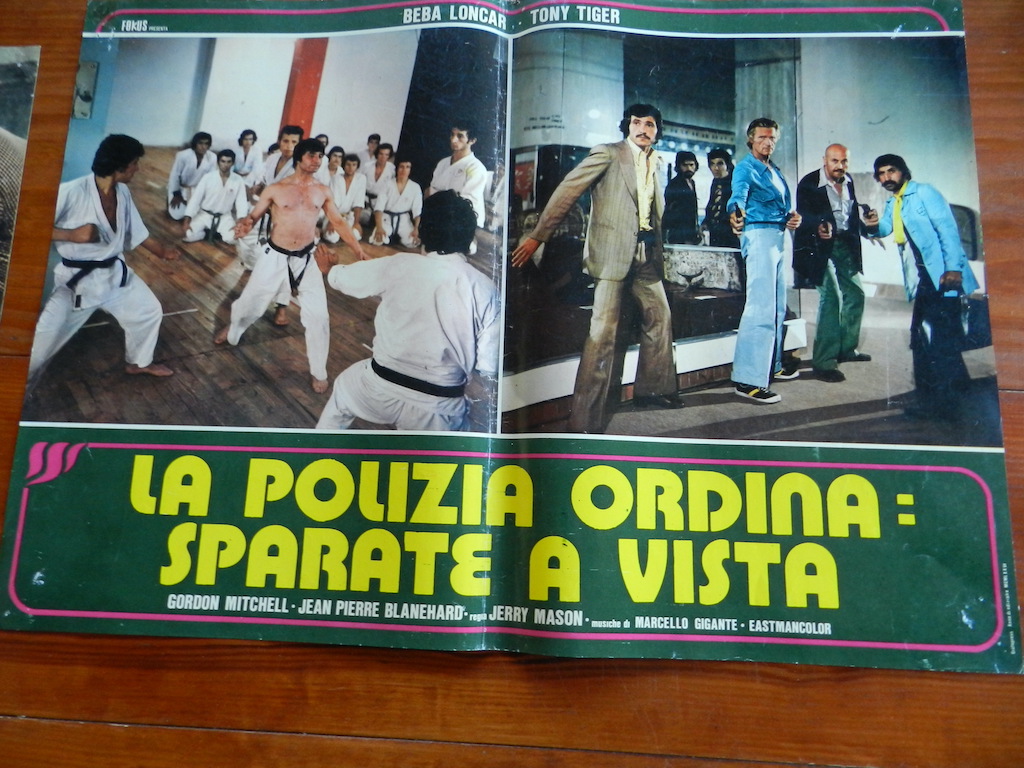 FOKUS PRESENTA
BEBA LONCAR TONY TIGER
LA POLIZIA ORDINA:
SPARATE A VISTA
GORDON MITCHELL • JEAN PIERRE BLANEHARD • regia JERRY MASON • musiche di MARCELLO GIGANTE • EASTMANCOLOR